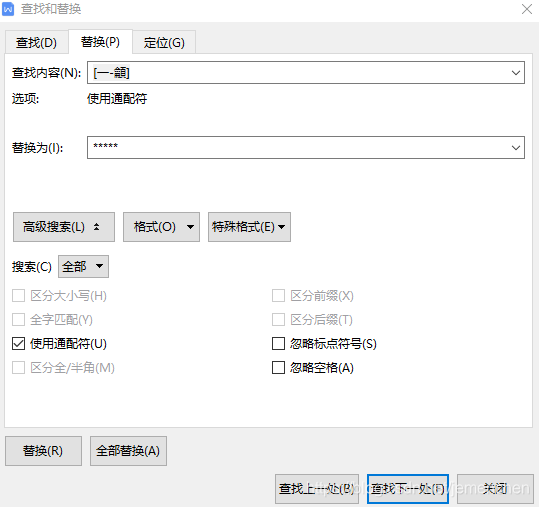 查找和替换
查找(D) 替换(P) 定位(G)
查找内容(N): [一-龥]
选项: 使用通配符
替换为(I): *****
高级搜索(L) 格式(O) 特殊格式(E)
搜索(C) 全部
区分大小写(H) 区分前缀(X)
全字匹配(Y) 区分后缀(T)
使用通配符(U) 忽略标点符号(S)
区分全/半角(M) 忽略空格(A)
替换(R) 全部替换(A)
查找上一处(B) 查找下一处(F) 关闭